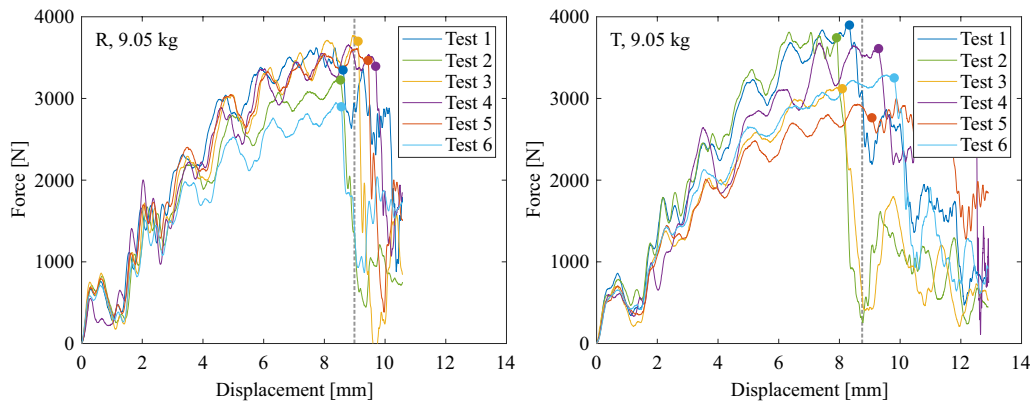 R, 9.05 kg
Force [N]
4000
3000
2000
1000
0
0 2 4 6 8 10 12 14
Displacement [mm]
Test 1
Test 2
Test 3
Test 4
Test 5
Test 6
T, 9.05 kg
Force [N]
4000
3000
2000
1000
0
0 2 4 6 8 10 12 14
Displacement [mm]
Test 1
Test 2
Test 3
Test 4
Test 5
Test 6